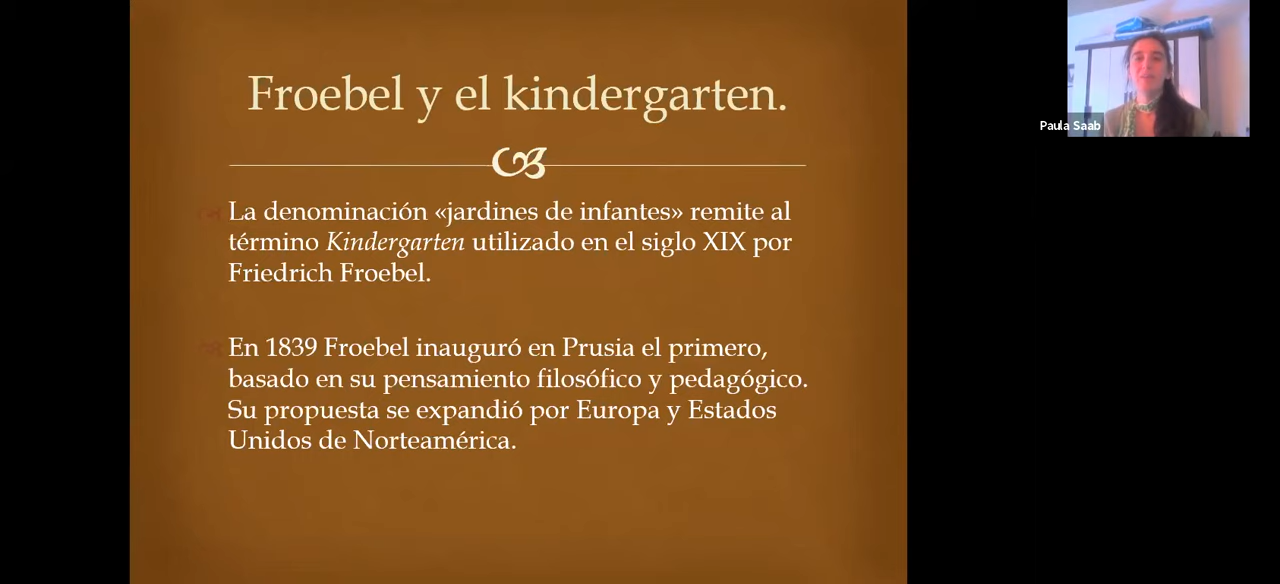 Froebel y el kindergarten.
La denominación «jardines de infantes» remite al
término Kindergarten utilizado en el siglo XIX por
Friedrich Froebel.
En 1839 Froebel inauguró en Prusia el primero,
basado en su pensamiento filosófico y pedagógico.
Su propuesta se expandió por Europa y Estados
Unidos de Norteamérica.
Paula Saab